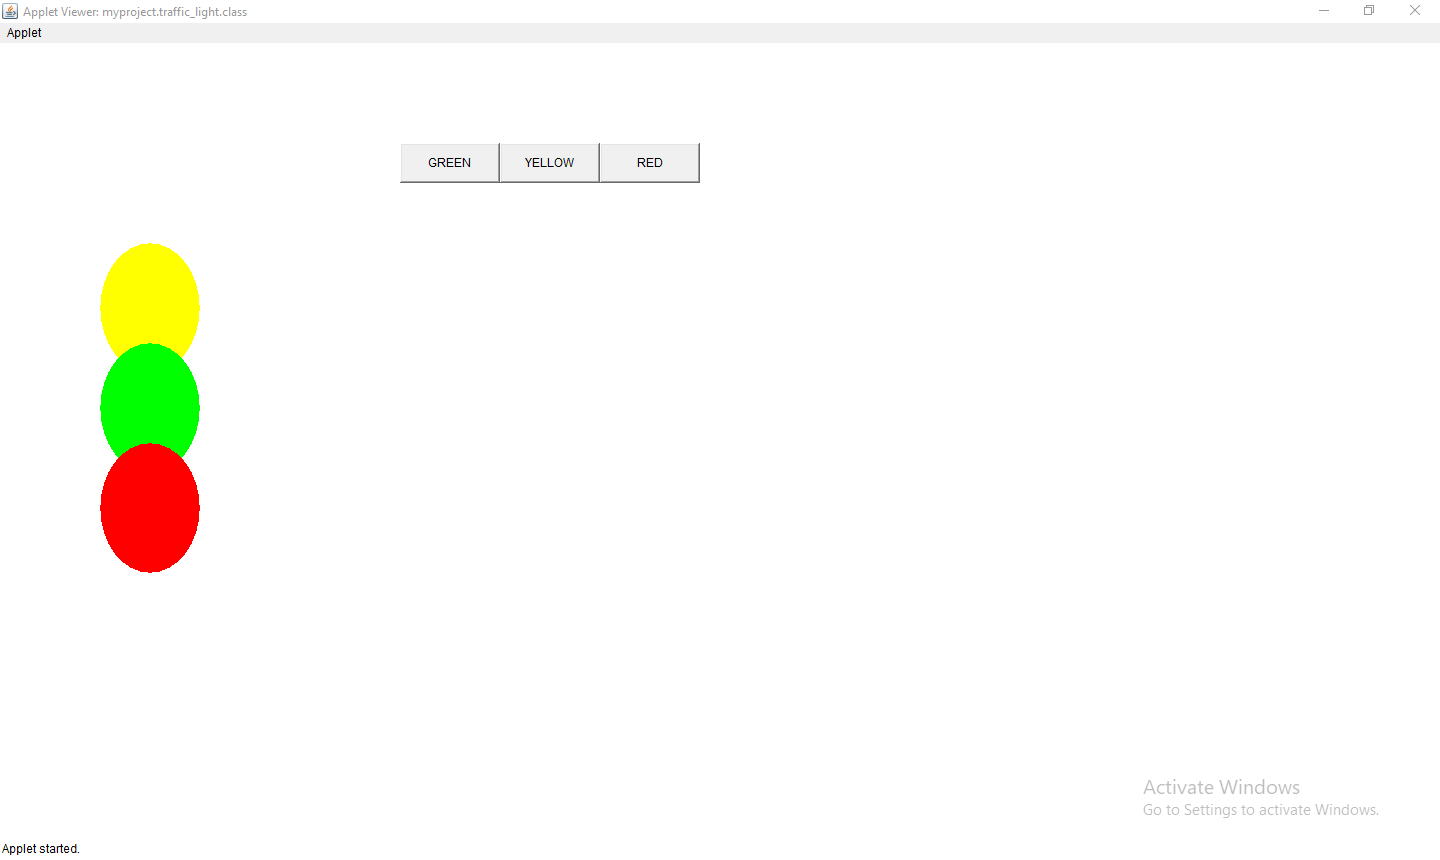 Applet Viewer: myproject.traffic_light.class
Applet
GREEN YELLOW RED
Activate Windows
Go to Settings to activate Windows.
Applet started.